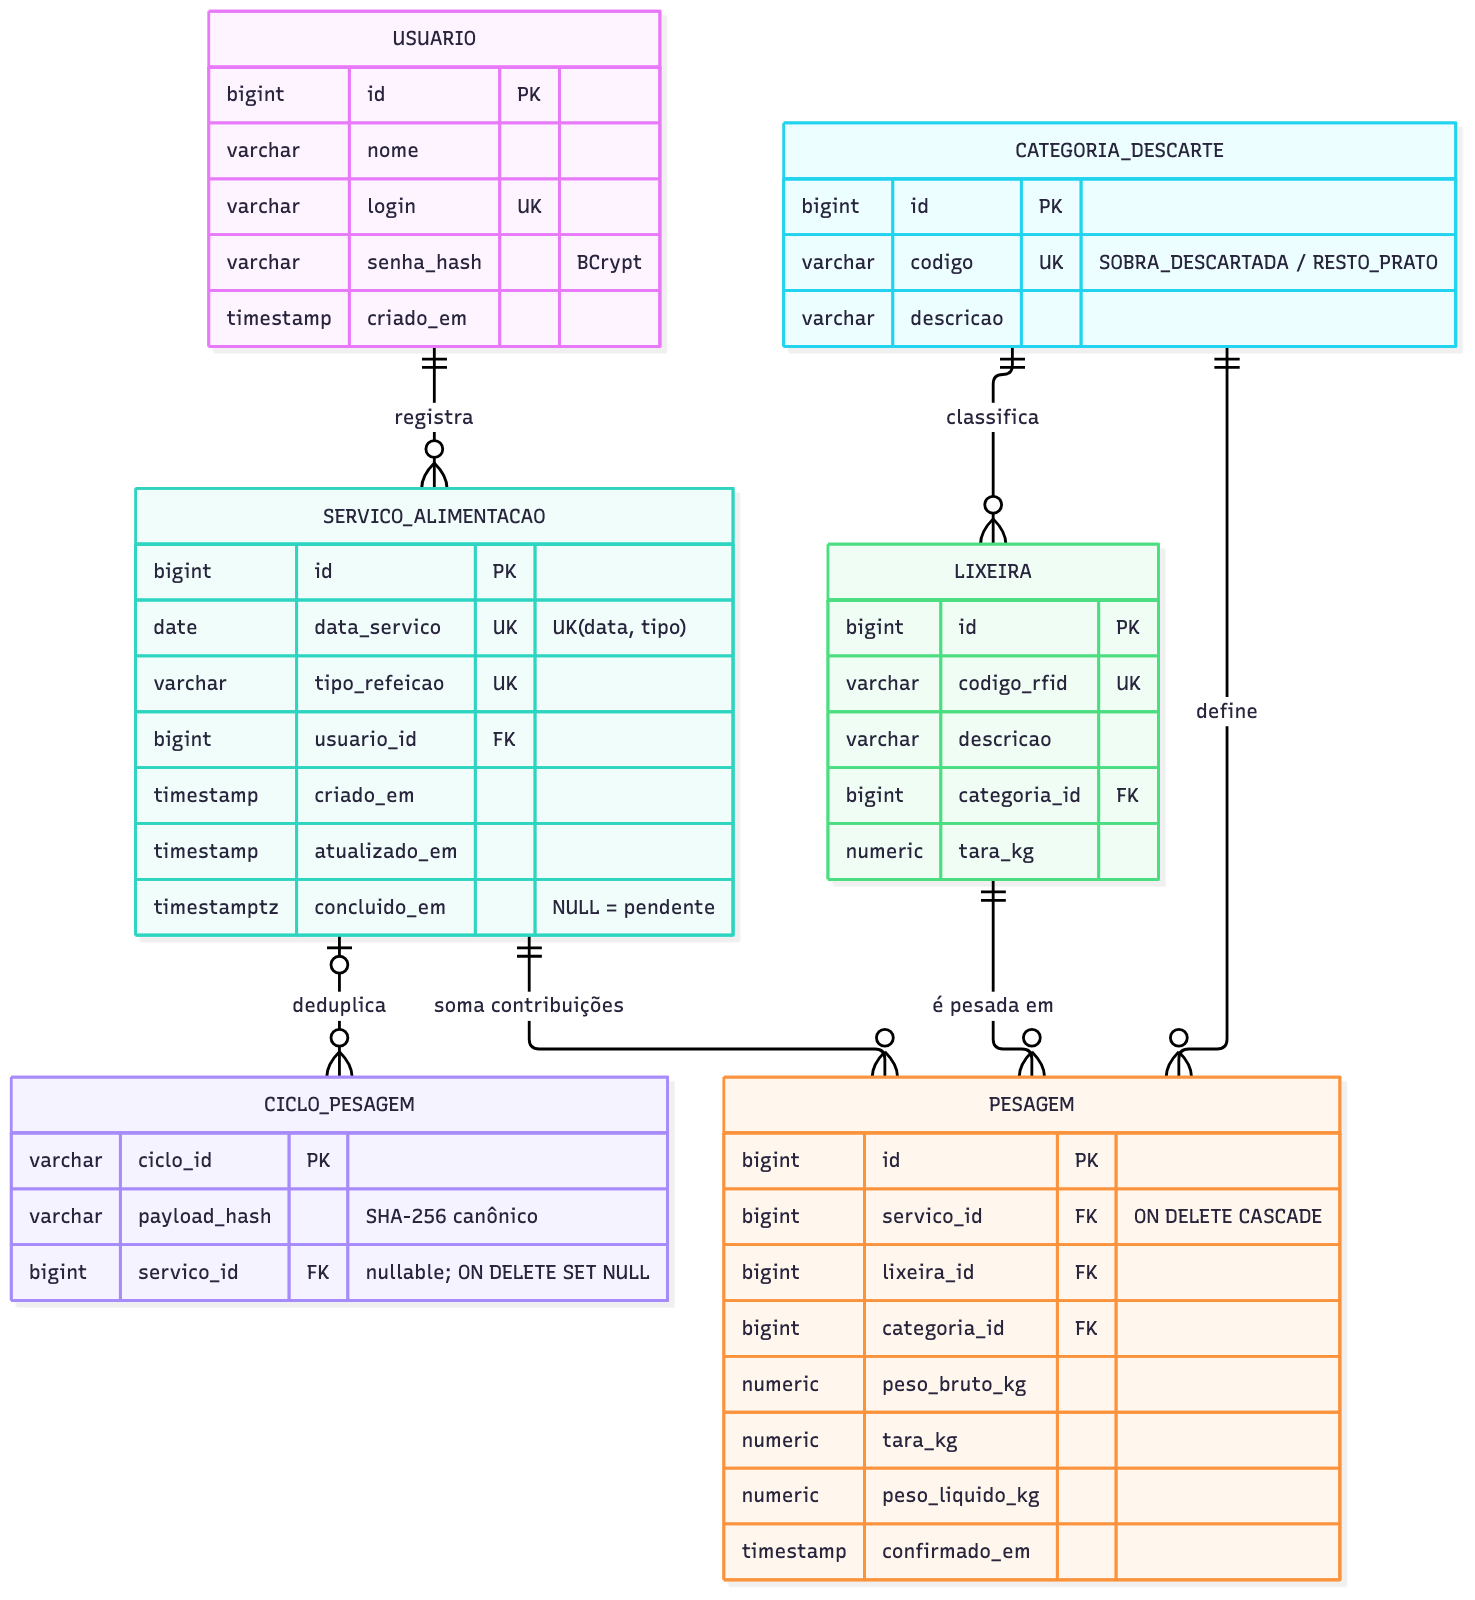 USUARIO
bigint id PK
varchar nome
varchar login UK
varchar senha_hash BCrypt
timestamp criado_em
CATEGORIA_DESCARTE
bigint id PK
varchar codigo UK SOBRA_DESCARTADA / RESTO_PRATO
varchar descricao
registra
classifica
define
SERVICO_ALIMENTACAO
bigint id PK
date data_servico UK UK(data, tipo)
varchar tipo_refeicao UK
bigint usuario_id FK
timestamp criado_em
timestamp atualizado_em
timestamptz concluido_em NULL = pendente
LIXEIRA
bigint id PK
varchar codigo_rfid UK
varchar descricao
bigint categoria_id FK
numeric tara_kg
deduplica
soma contribuições
é pesada em
CICLO_PESAGEM
varchar ciclo_id PK
varchar payload_hash SHA-256 canônico
bigint servico_id FK nullable; ON DELETE SET NULL
PESAGEM
bigint id PK
bigint servico_id FK ON DELETE CASCADE
bigint lixeira_id FK
bigint categoria_id FK
numeric peso_bruto_kg
numeric tara_kg
numeric peso_liquido_kg
timestamp confirmado_em